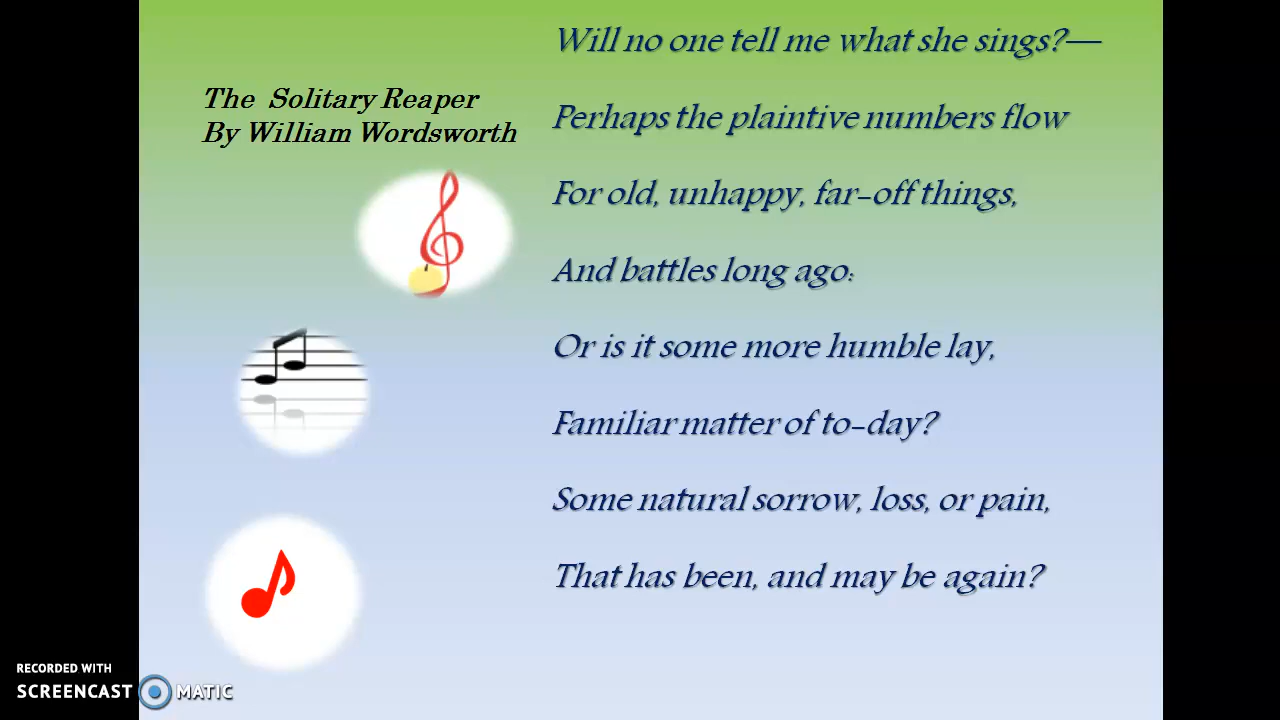 The Solitary Reaper
By William Wordsworth
Will no one tell me what she sings?—
Perhaps the plaintive numbers flow
For old, unhappy, far-off things,
And battles long ago:
Or is it some more humble lay,
Familiar matter of to-day?
Some natural sorrow, loss, or pain,
That has been, and may be again?
RECORDED WITH
SCREENCAST MATIC